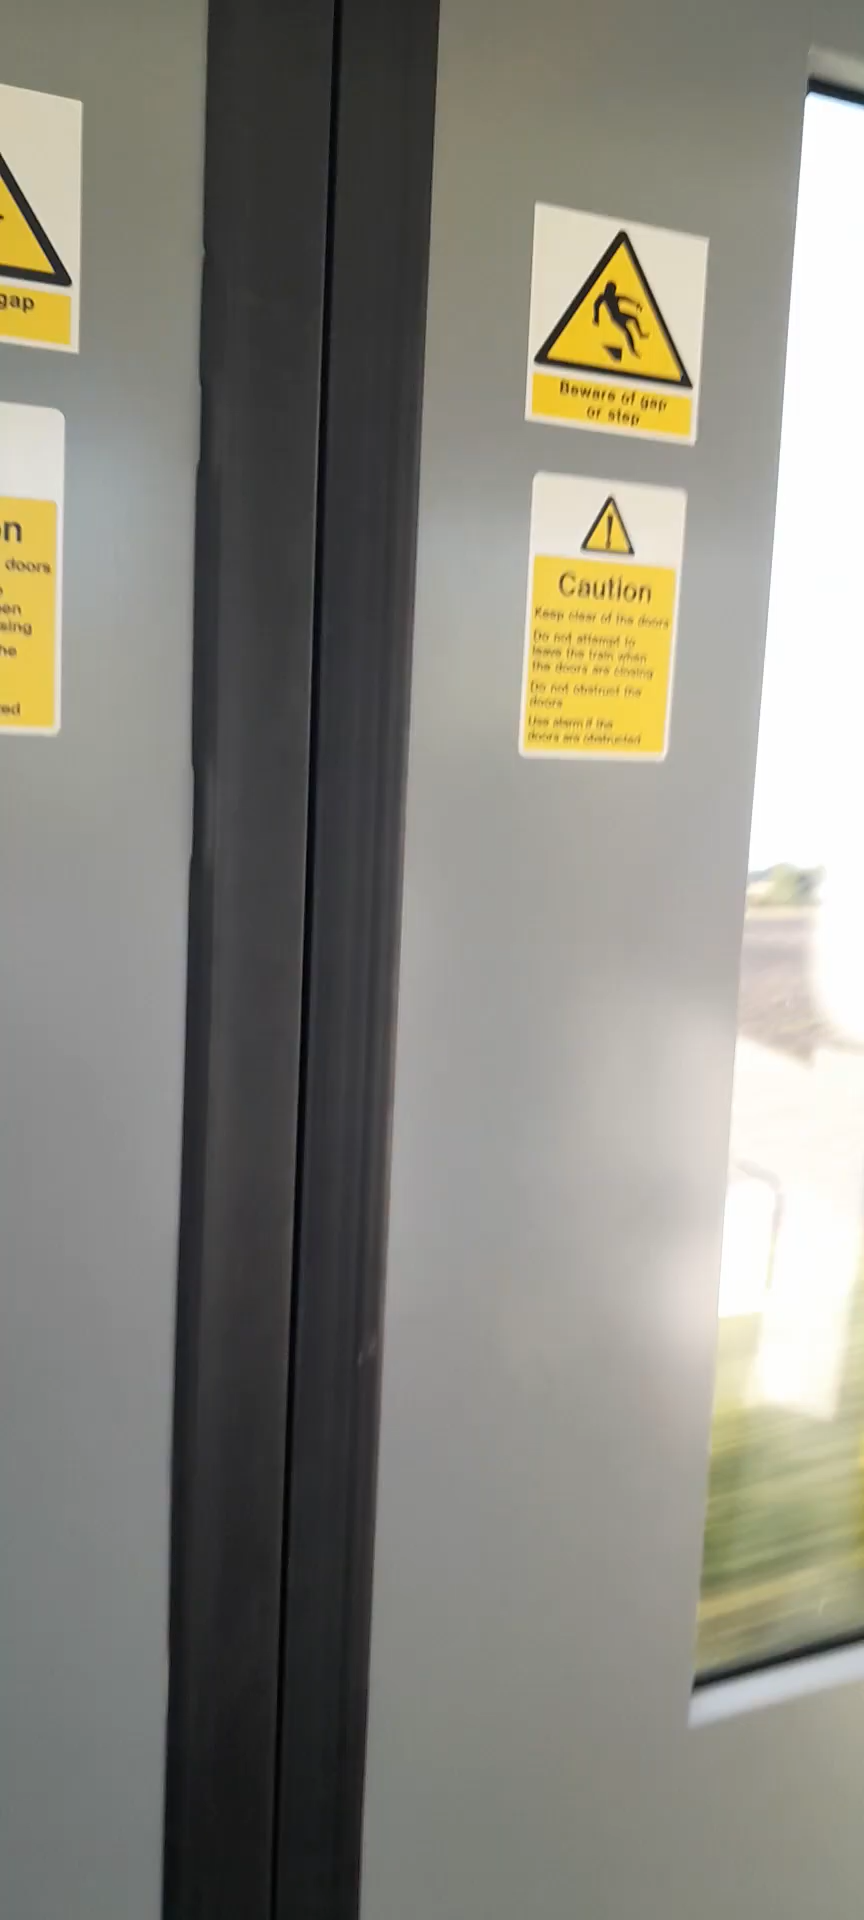 gap
n
doors
en
sing
he
ed
Beware of gap
or step
Caution
Keep clear of the doors
Do not attempt to
leave the train when
the doors are closing
Do not obstruct the
doors
Use alarm if the
doors are obstructed